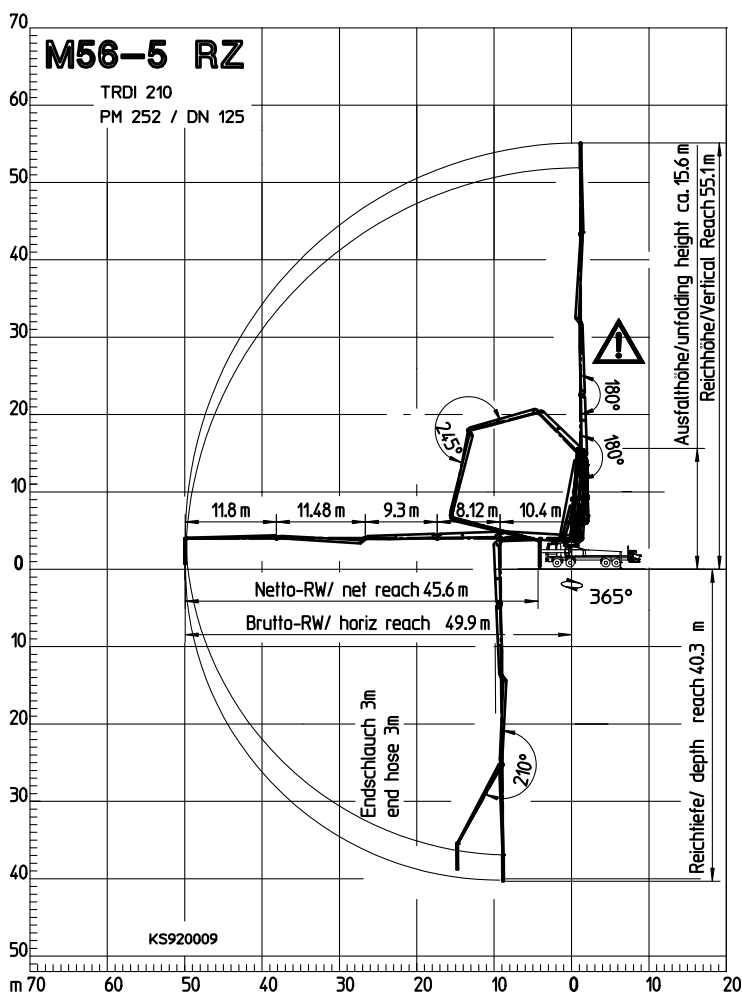 70
M56-5 RZ
TRDI 210
PM 252 / DN 125
60
50
40
30
20
10
0
10
20
30
40
50
Ausfalthöhe/unfolding height ca. 15.6 m
Reichhöhe/Vertical Reach 55.1 m
180°
180°
245°
11.8 m
11.48 m
9.3 m
8.12 m
10.4 m
Netto-RW/ net reach 45.6 m
365°
Brutto-RW/ horiz reach 49.9 m
Endschlauch 3m
end hose 3m
210°
Reichtiefe/ depth reach 40.3 m
KS920009
m 70 60 50 40 30 20 10 0 10 20